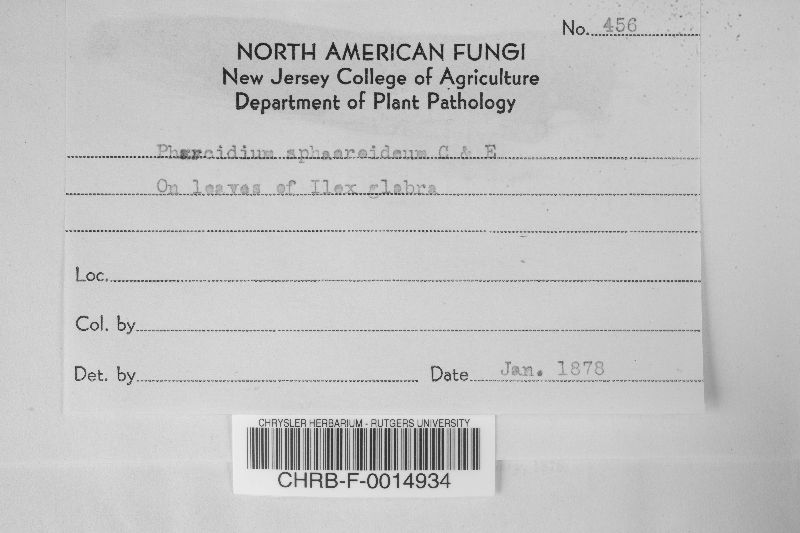 No. 456
NORTH AMERICAN FUNGI
New Jersey College of Agriculture
Department of Plant Pathology
Pharcidium sphaeroideum C & E
On leaves of Ilex glabra
Loc.
Col. by
Det. by Date Jan. 1878
CHRYSLER HERBARIUM - RUTGERS UNIVERSITY
CHRB-F-0014934